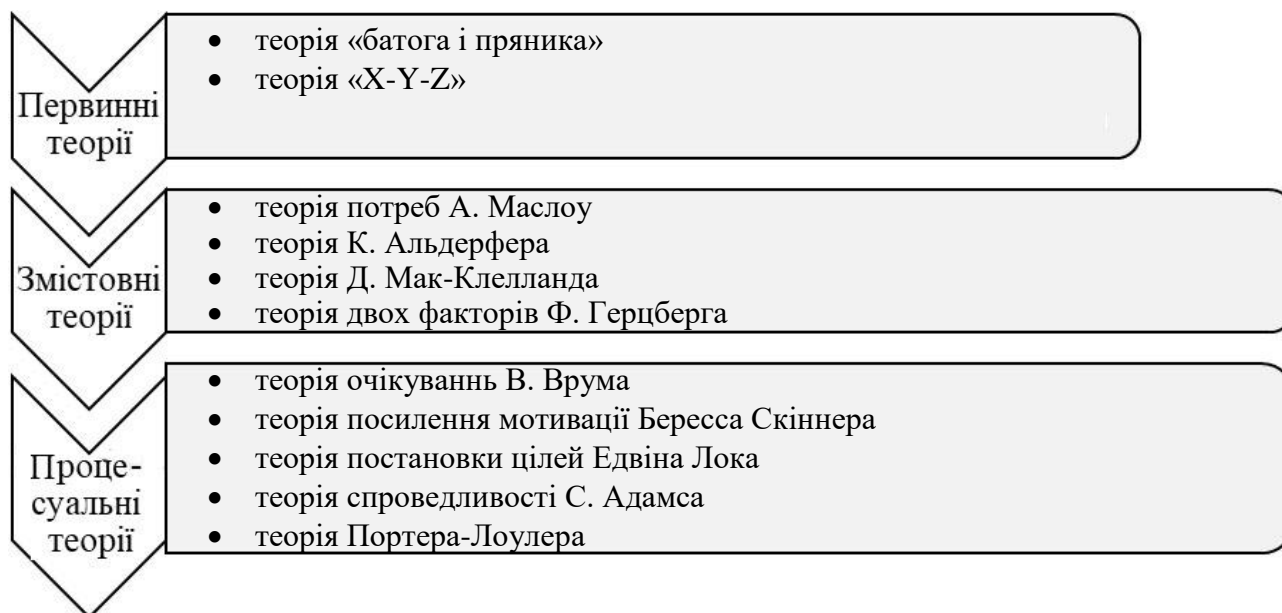 Первинні
теорії
• теорія «батога і пряника»
• теорія «X-Y-Z»
Змістовні
теорії
• теорія потреб А. Маслоу
• теорія К. Альдерфера
• теорія Д. Мак-Клелланда
• теорія двох факторів Ф. Герцберга
Проце-
суальні
теорії
• теорія очікуваннь В. Врума
• теорія посилення мотивації Бересса Скіннера
• теорія постановки цілей Едвіна Лока
• теорія спроведливості С. Адамса
• теорія Портера-Лоулера